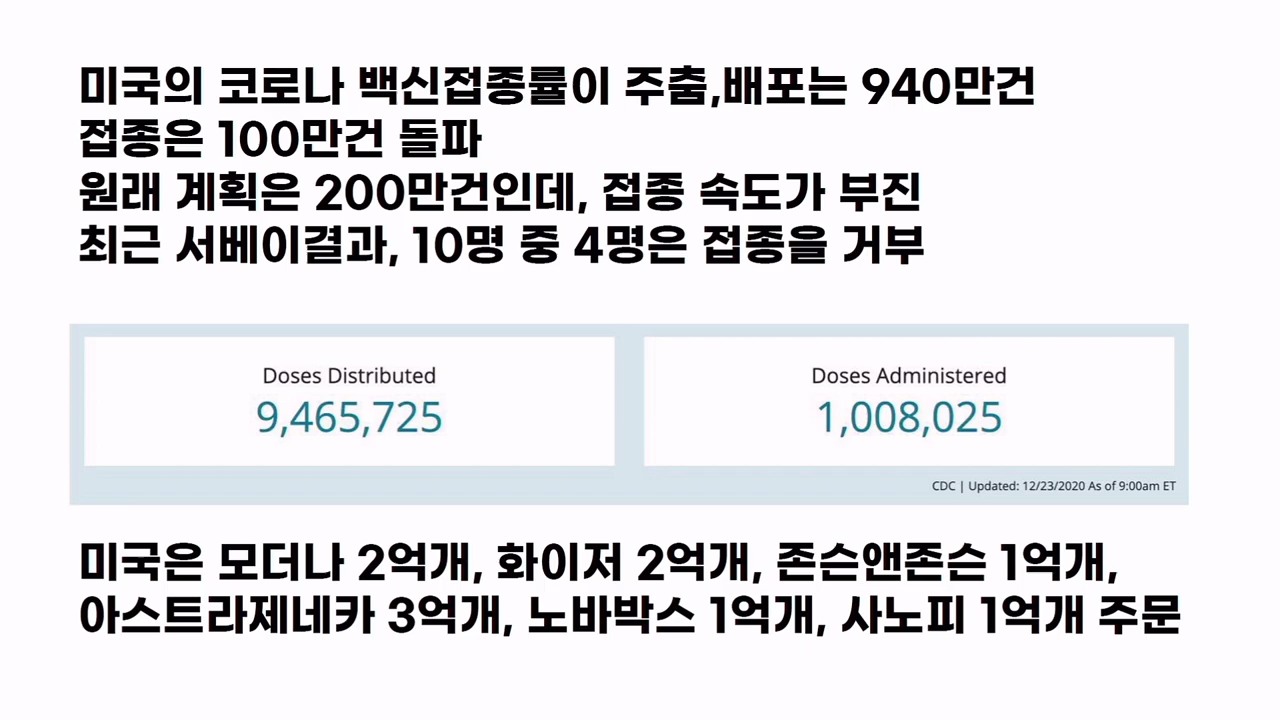 미국의 코로나 백신접종률이 주춤,배포는 940만건
접종은 100만건 돌파
원래 계획은 200만건인데, 접종 속도가 부진
최근 서베이결과, 10명 중 4명은 접종을 거부
Doses Distributed
9,465,725
Doses Administered
1,008,025
CDC | Updated: 12/23/2020 As of 9:00am ET
미국은 모더나 2억개, 화이저 2억개, 존슨앤존슨 1억개,
아스트라제네카 3억개, 노바박스 1억개, 사노피 1억개 주문